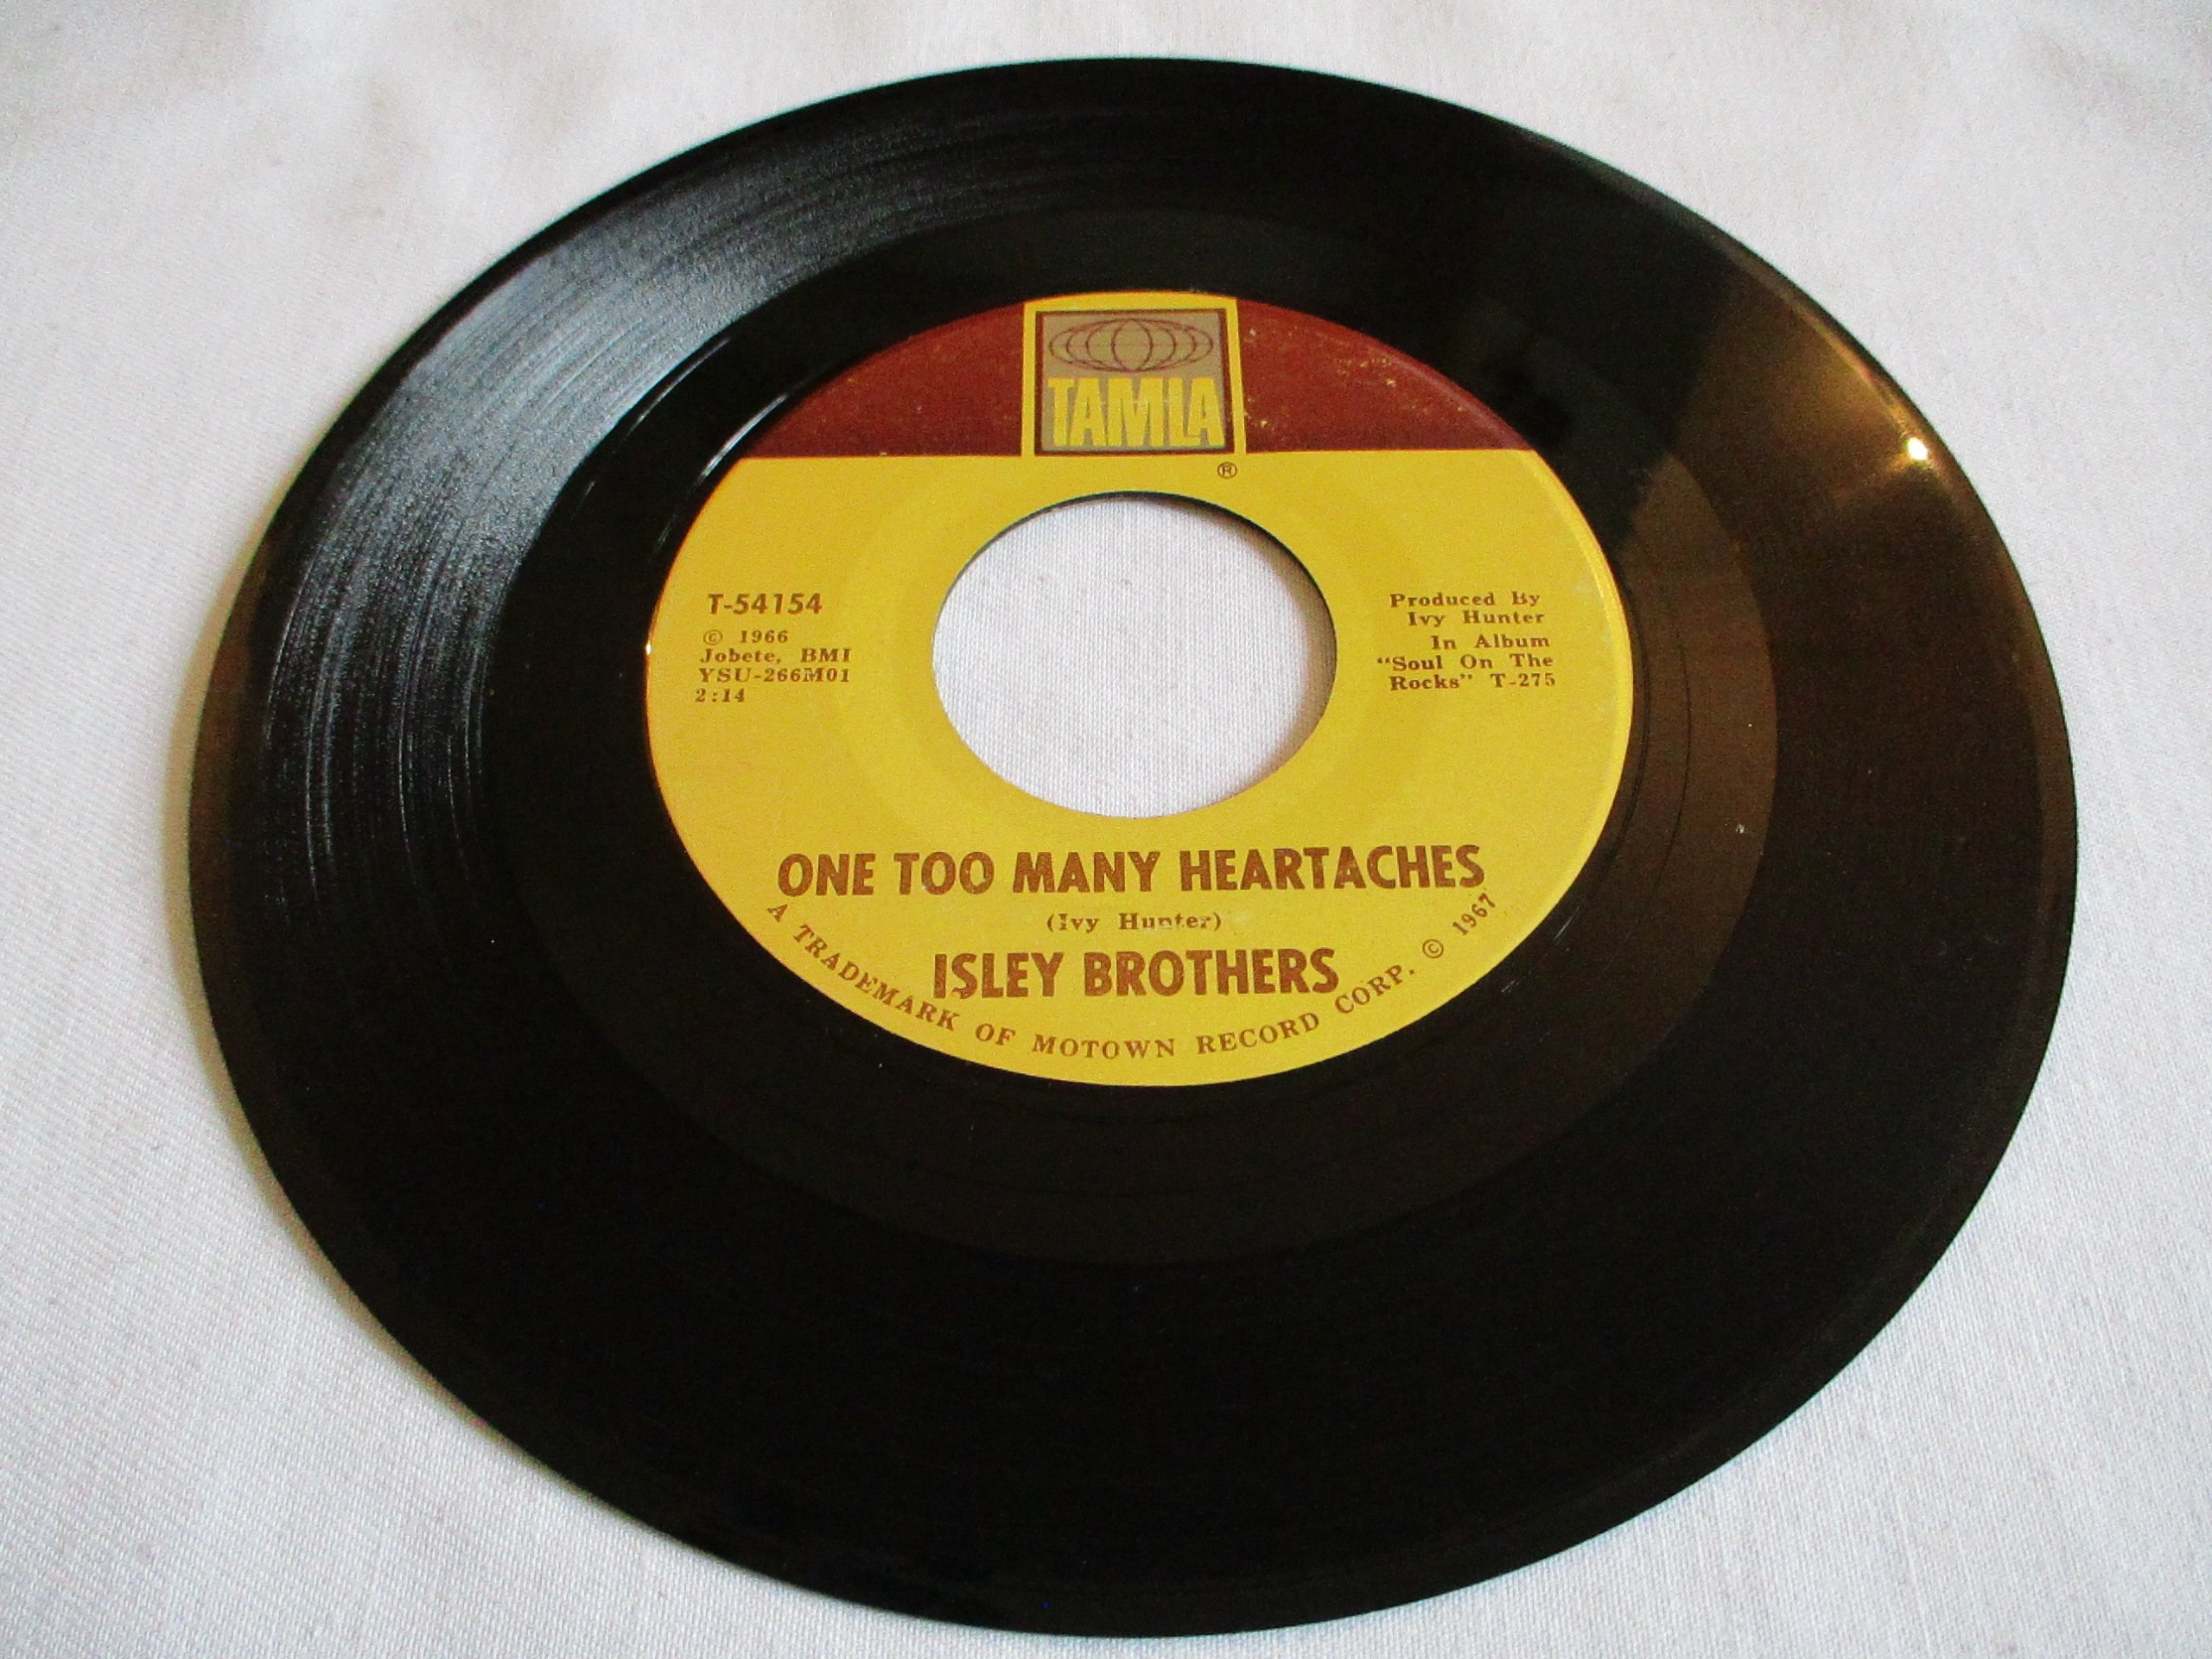 TAMLA
®
T-54154
© 1966
Jobete, BMI
YSU-266M01
2:14
Produced By
Ivy Hunter
In Album
"Soul On The
Rocks" T-275
ONE TOO MANY HEARTACHES
(Ivy Hunter)
ISLEY BROTHERS
A TRADEMARK OF MOTOWN RECORD CORP. © 1967